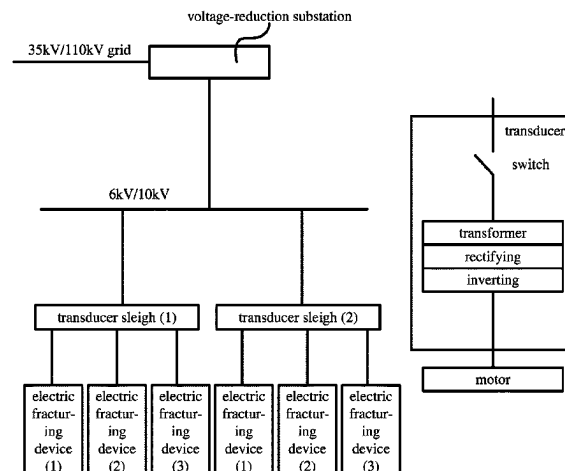 voltage-reduction substation
35kV/110kV grid
6kV/10kV
transducer sleigh (1)
transducer sleigh (2)
electric
fractur-
ing
device
(1)
electric
fractur-
ing
device
(2)
electric
fractur-
ing
device
(3)
electric
fractur-
ing
device
(1)
electric
fractur-
ing
device
(2)
electric
fractur-
ing
device
(3)
transducer
switch
transformer
rectifying
inverting
motor